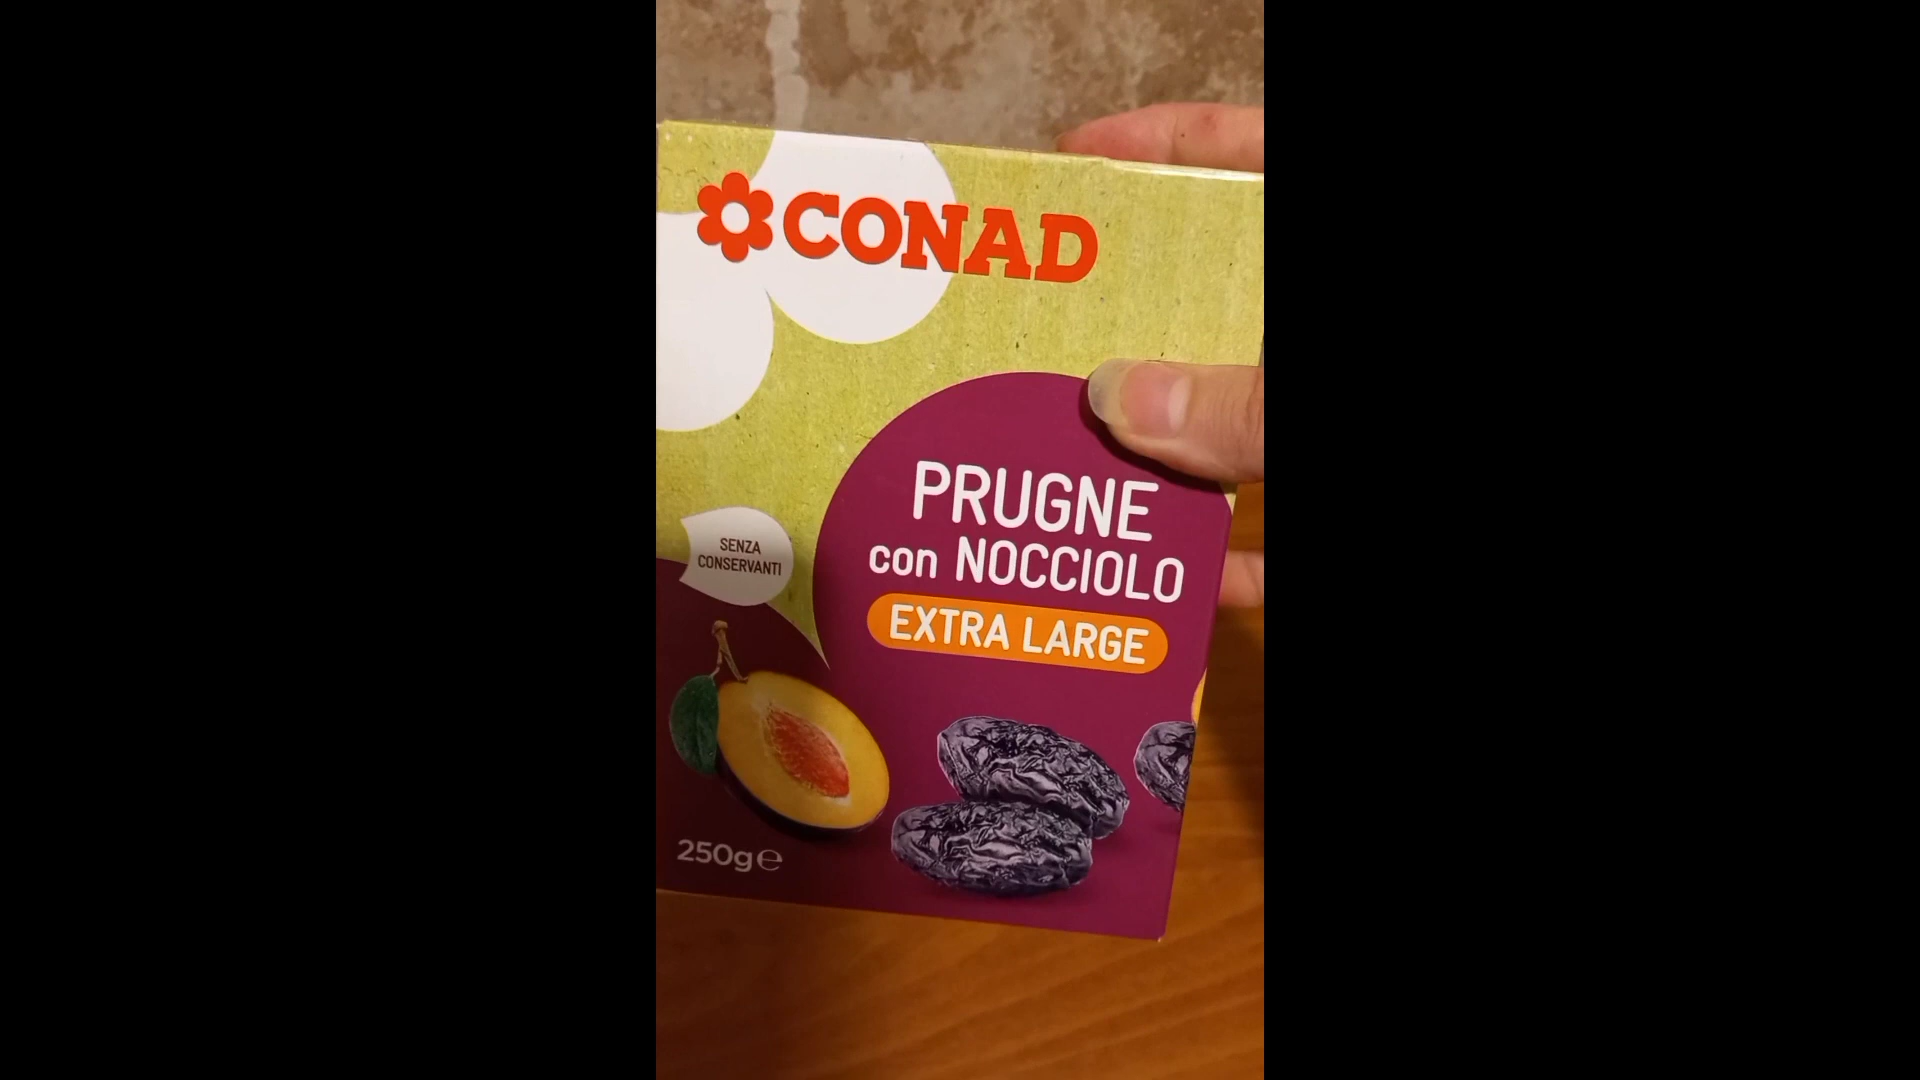 CONAD
PRUGNE
con NOCCIOLO
EXTRA LARGE
SENZA
CONSERVANTI
250g℮